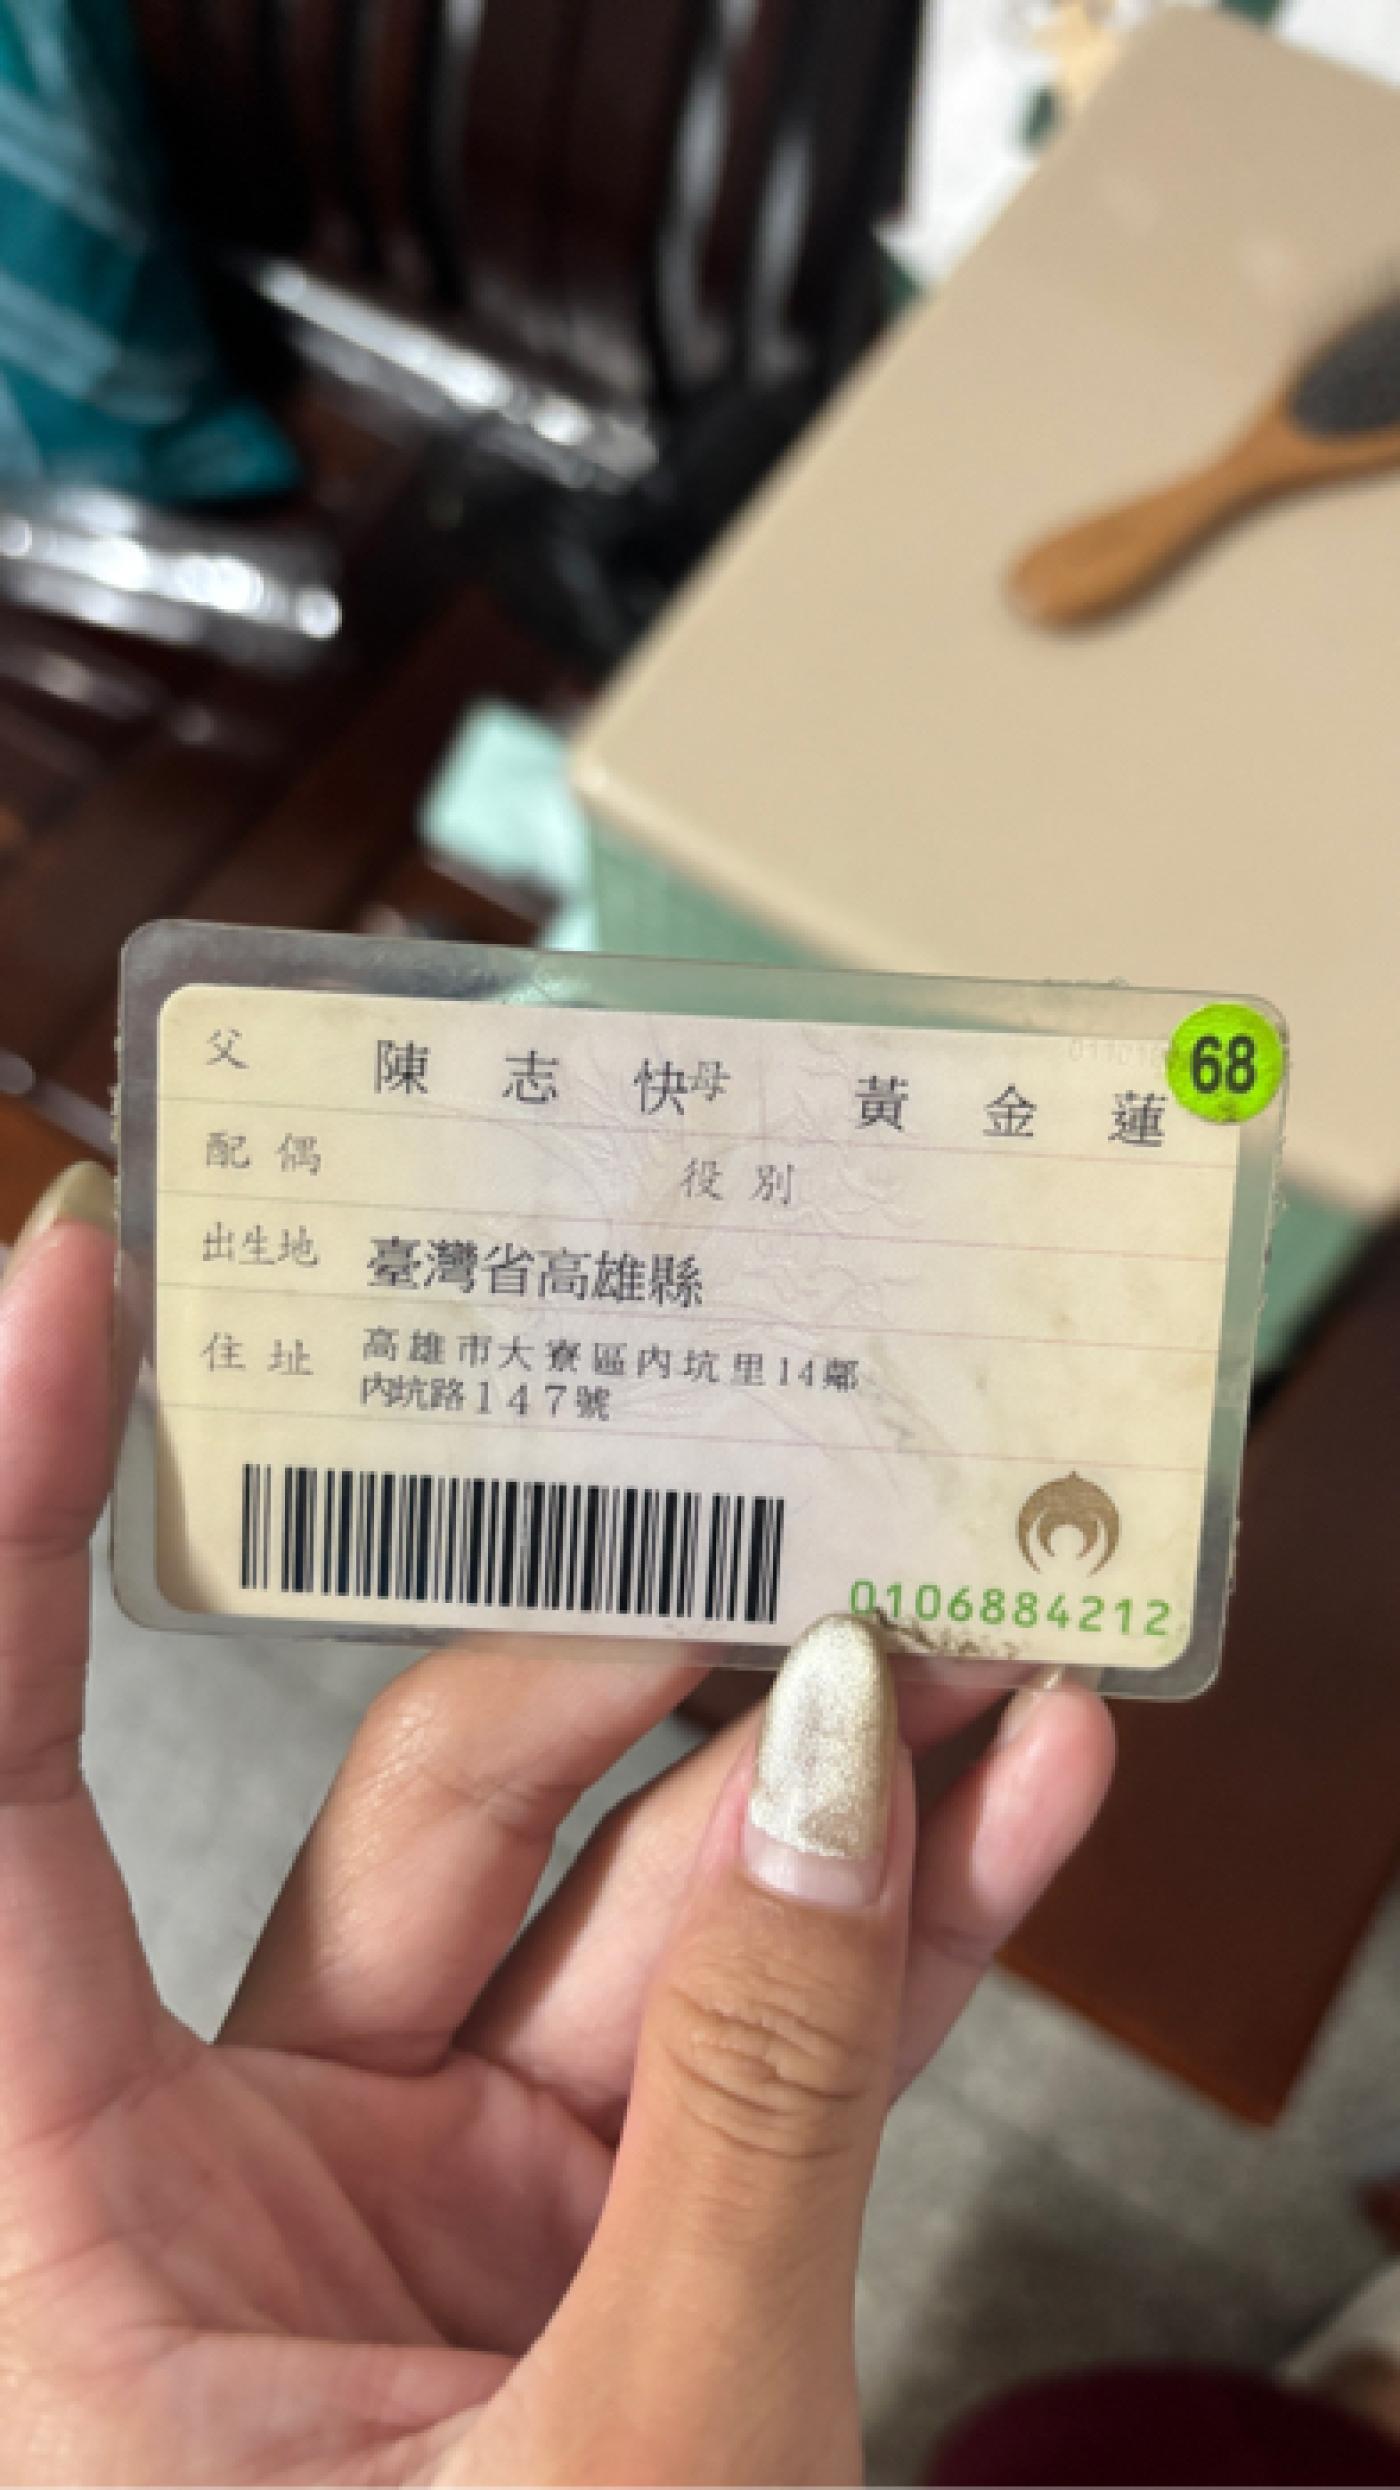 父 陳志快 母 黃金蓮 68
配偶 役別
出生地 臺灣省高雄縣
住址 高雄市大寮區內坑里14鄰
內坑路147號
0106884212